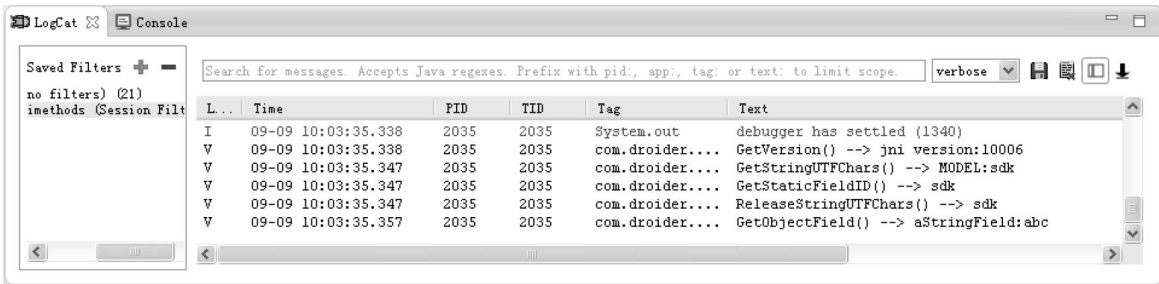 LogCat Console
Saved Filters
Search for messages. Accepts Java regexes. Prefix with pid:, app:, tag: or text: to limit scope. verbose
no filters) (21)
imethods (Session Filt
L... Time PID TID Tag Text
I 09-09 10:03:35.338 2035 2035 System.out debugger has settled (1340)
V 09-09 10:03:35.338 2035 2035 com.droider.... GetVersion() --> jni version:10006
V 09-09 10:03:35.347 2035 2035 com.droider.... GetStringUTFChars() --> MODEL:sdk
V 09-09 10:03:35.347 2035 2035 com.droider.... GetStaticFieldID() --> sdk
V 09-09 10:03:35.347 2035 2035 com.droider.... ReleaseStringUTFChars() --> sdk
V 09-09 10:03:35.357 2035 2035 com.droider.... GetObjectField() --> aStringField:abc